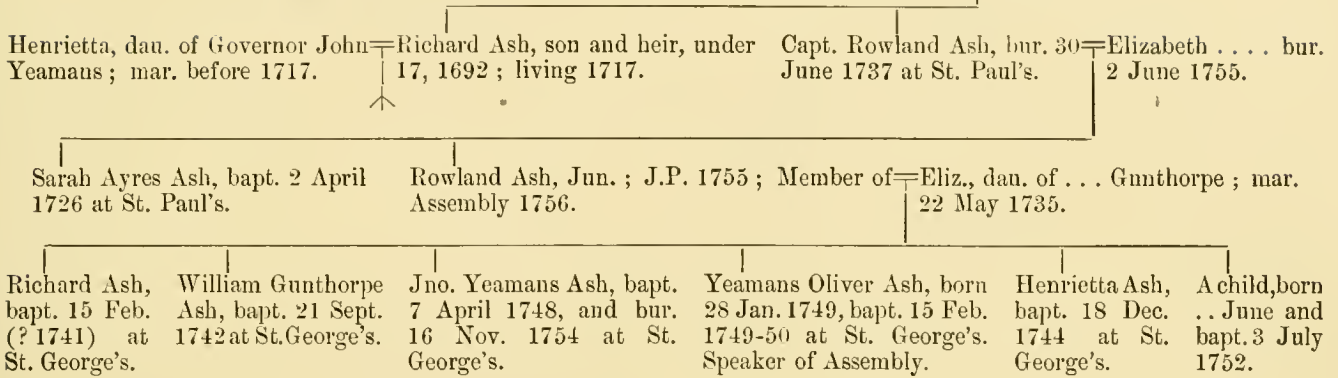 Henrietta, dau. of Governor John=Richard Ash, son and heir, under
Yeamans ; mar. before 1717.
17, 1692 ; living 1717.
Capt. Rowland Ash, bur. 30=Elizabeth . . . . bur.
June 1737 at St. Paul's.
2 June 1755.
Sarah Ayres Ash, bapt. 2 April
1726 at St. Paul's.
Rowland Ash, Jun. ; J.P. 1755 ; Member of=Eliz., dau. of . . . Gunthorpe ; mar.
Assembly 1756.
22 May 1735.
Richard Ash,
bapt. 15 Feb.
(? 1741) at
St. George's.
William Gunthorpe
Ash, bapt. 21 Sept.
1742 at St. George's.
Jno. Yeamans Ash, bapt.
7 April 1748, and bur.
16 Nov. 1754 at St.
George's.
Yeamans Oliver Ash, born
28 Jan. 1749, bapt. 15 Feb.
1749-50 at St. George's.
Speaker of Assembly.
Henrietta Ash,
bapt. 18 Dec.
1744 at St.
George's.
A child, born
. . June and
bapt. 3 July
1752.